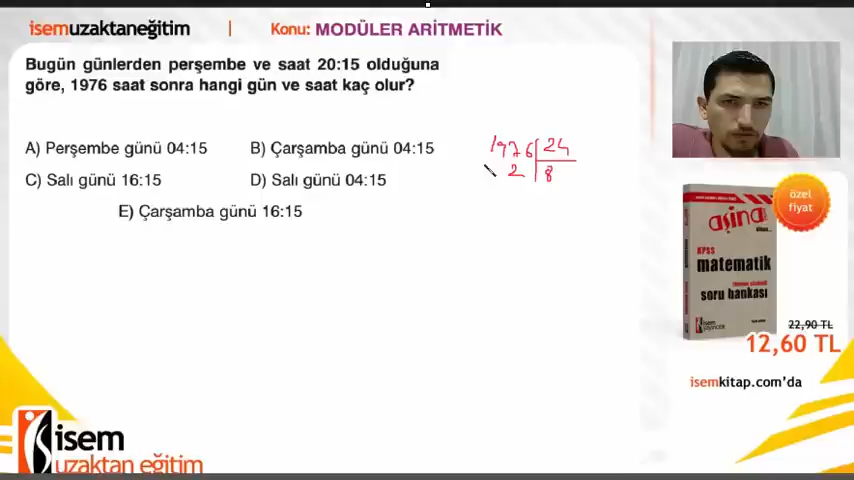 isemuzaktaneğitim | Konu: MODÜLER ARİTMETİK
Bugün günlerden perşembe ve saat 20:15 olduğuna
göre, 1976 saat sonra hangi gün ve saat kaç olur?
A) Perşembe günü 04:15 B) Çarşamba günü 04:15
C) Salı günü 16:15 D) Salı günü 04:15
E) Çarşamba günü 16:15
1976 24
2 8
özel
fiyat
aşina
KPSS
matematik
soru bankası
isem
22,90 TL
12,60 TL
isemkitap.com'da
isem
uzaktan eğitim